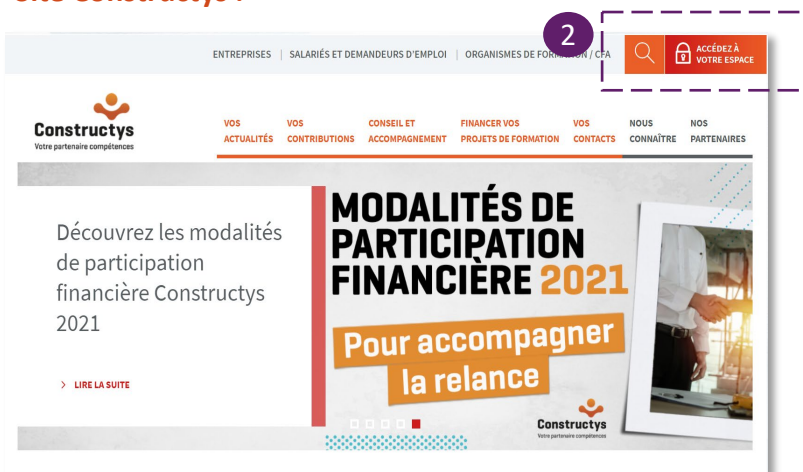 2
ENTREPRISES | SALARIÉS ET DEMANDEURS D'EMPLOI | ORGANISMES DE FORMATION / CFA
ACCÉDEZ À
VOTRE ESPACE
Constructys
Votre partenaire compétences
VOS
ACTUALITÉS
VOS
CONTRIBUTIONS
CONSEIL ET
ACCOMPAGNEMENT
FINANCER VOS
PROJETS DE FORMATION
VOS
CONTACTS
NOUS
CONNAÎTRE
NOS
PARTENAIRES
Découvrez les modalités
de participation
financière Constructys
2021
> LIRE LA SUITE
MODALITÉS DE
PARTICIPATION
FINANCIÈRE 2021
Pour accompagner
la relance
Constructys
Votre partenaire compétences